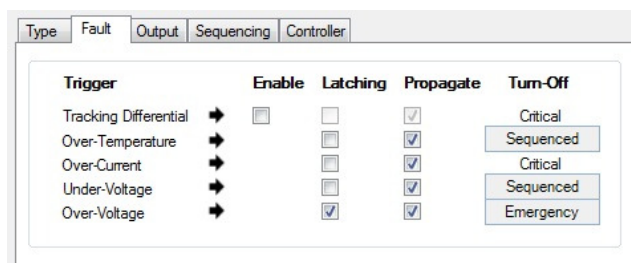 Type Fault Output Sequencing Controller
Trigger Enable Latching Propagate Turn-Off
Tracking Differential Critical
Over-Temperature Sequenced
Over-Current Critical
Under-Voltage Sequenced
Over-Voltage Emergency